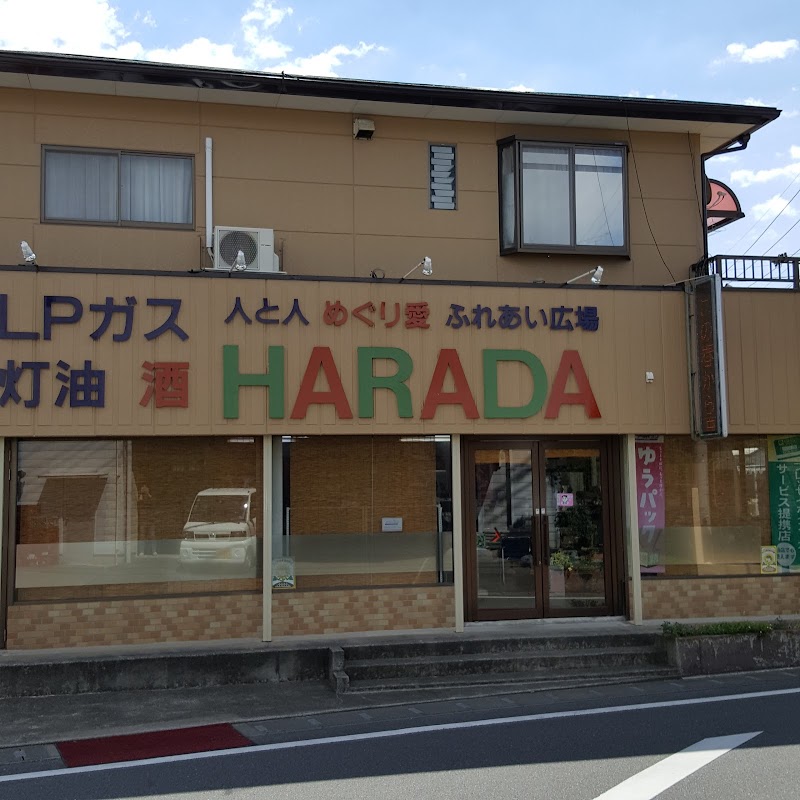 LPガス
灯油 酒
人と人 めぐり愛 ふれあい広場
HARADA
ゆうパック
サービス提携店